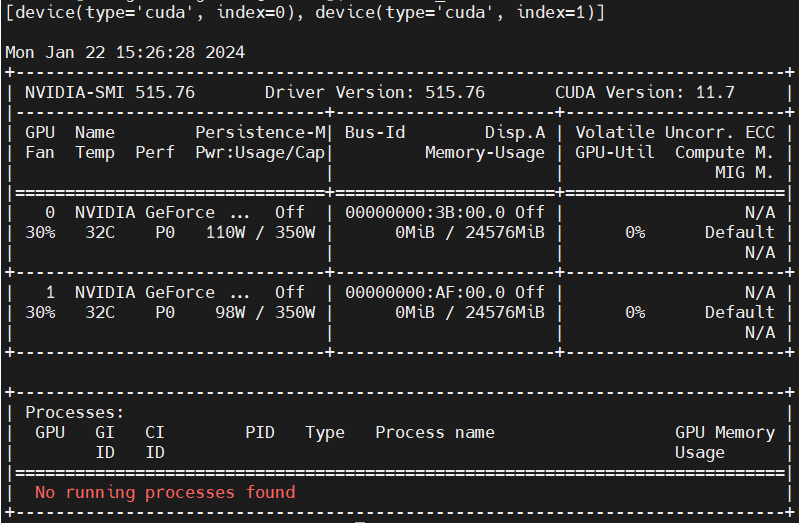 [device(type='cuda', index=0), device(type='cuda', index=1)]
Mon Jan 22 15:26:28 2024
+-----------------------------------------------------------------------------+
| NVIDIA-SMI 515.76       Driver Version: 515.76       CUDA Version: 11.7     |
|-------------------------------+----------------------+----------------------+
| GPU  Name        Persistence-M| Bus-Id        Disp.A | Volatile Uncorr. ECC |
| Fan  Temp  Perf  Pwr:Usage/Cap|         Memory-Usage | GPU-Util  Compute M. |
|                               |                      |               MIG M. |
|===============================+======================+======================|
|   0  NVIDIA GeForce ...  Off  | 00000000:3B:00.0 Off |                  N/A |
| 30%   32C    P0   110W / 350W |      0MiB / 24576MiB |      0%      Default |
|                               |                      |                  N/A |
+-------------------------------+----------------------+----------------------+
|   1  NVIDIA GeForce ...  Off  | 00000000:AF:00.0 Off |                  N/A |
| 30%   32C    P0    98W / 350W |      0MiB / 24576MiB |      0%      Default |
|                               |                      |                  N/A |
+-------------------------------+----------------------+----------------------+
+-----------------------------------------------------------------------------+
| Processes:                                                                  |
|  GPU   GI   CI        PID   Type   Process name                  GPU Memory |
|        ID   ID                                                   Usage      |
|=============================================================================|
|  No running processes found                                                 |
+-----------------------------------------------------------------------------+